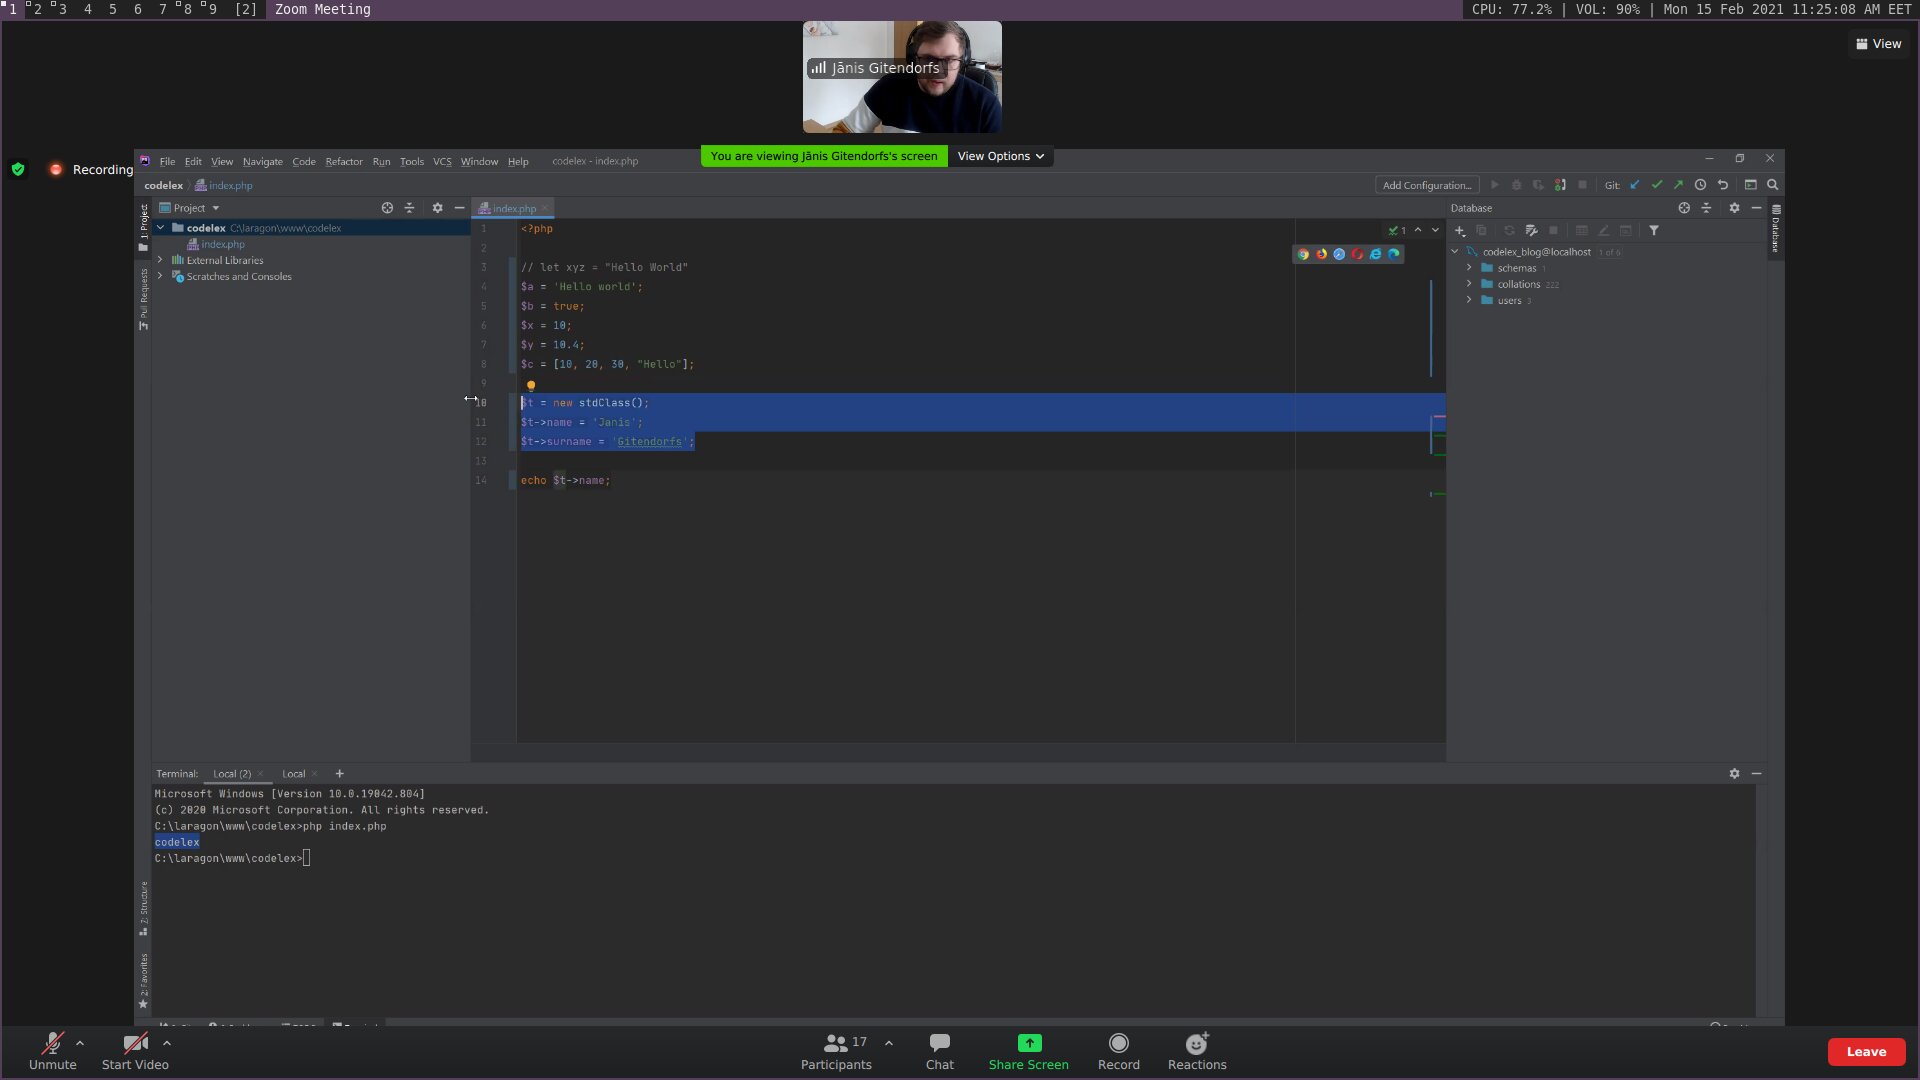 1 2 3 4 5 6 7 8 9 [2] Zoom Meeting CPU: 77.2% | VOL: 90% | Mon 15 Feb 2021 11:25:08 AM EET
View
Jānis Gitendorfs
You are viewing Jānis Gitendorfs's screen View Options
Recording
File Edit View Navigate Code Refactor Run Tools VCS Window Help codelex - index.php
codelex index.php Add Configuration... Git:
1: Project
Project
index.php
Database
codelex C:\laragon\www\codelex
index.php
External Libraries
Scratches and Consoles
Pull Requests
1 <?php
2
3 // let xyz = "Hello World"
4 $a = 'Hello world';
5 $b = true;
6 $x = 10;
7 $y = 10.4;
8 $c = [10, 20, 30, "Hello"];
9
10 $t = new stdClass();
11 $t->name = 'Janis';
12 $t->surname = 'Gitendorfs';
13
14 echo $t->name;
1
codelex_blog@localhost 1 of 6
schemas 1
collations 222
users 3
Database
Terminal: Local (2) × Local × +
Microsoft Windows [Version 10.0.19042.804]
(c) 2020 Microsoft Corporation. All rights reserved.
C:\laragon\www\codelex>php index.php
codelex
C:\laragon\www\codelex>
Z: Structure
2: Favorites
Unmute
Start Video
17
Participants
Chat
Share Screen
Record
Reactions
Leave